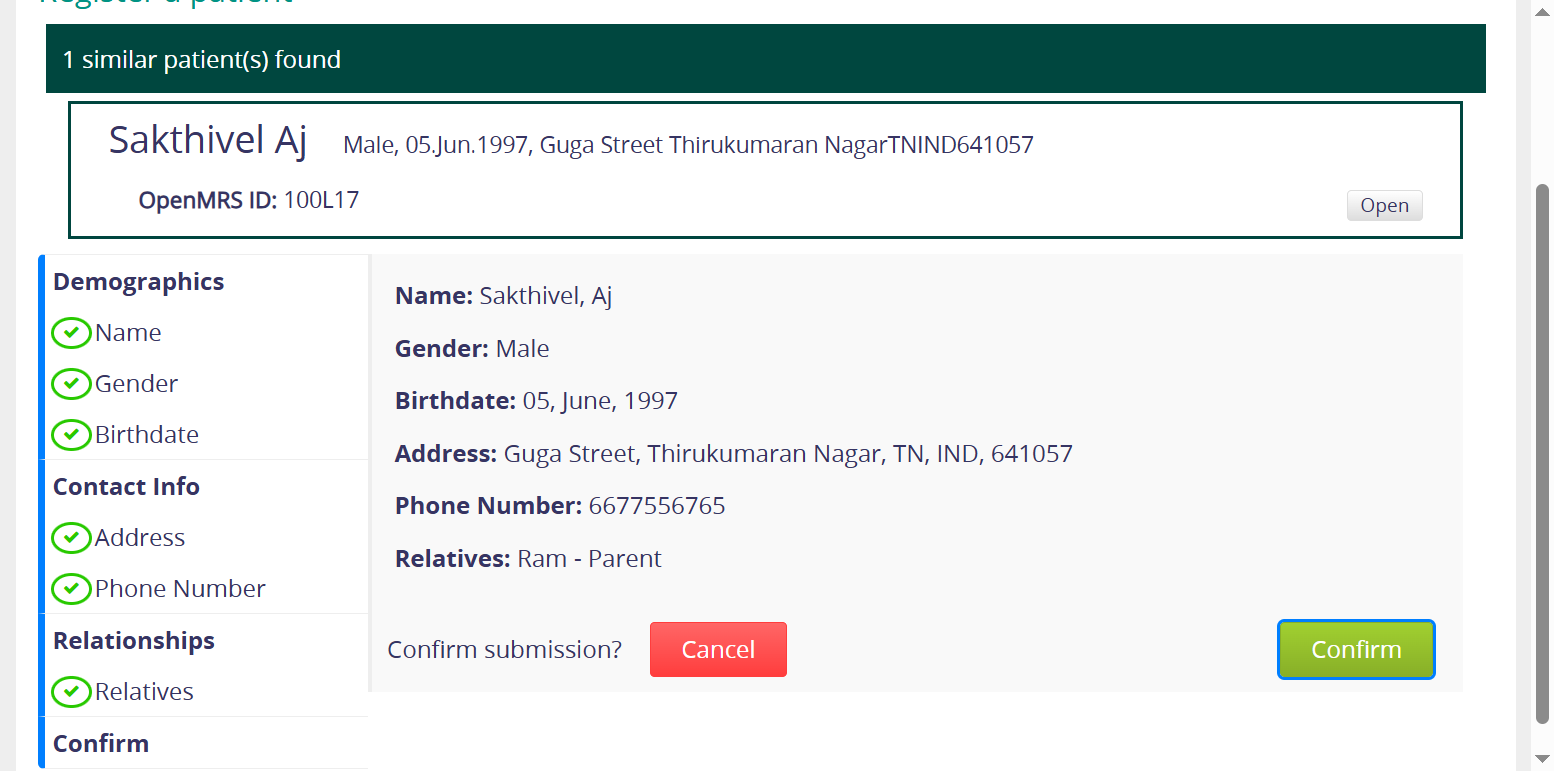 Register a patient
1 similar patient(s) found
Sakthivel Aj Male, 05.Jun.1997, Guga Street Thirukumaran NagarTNIND641057
OpenMRS ID: 100L17
Open
Demographics
Name
Gender
Birthdate
Contact Info
Address
Phone Number
Relationships
Relatives
Confirm
Name: Sakthivel, Aj
Gender: Male
Birthdate: 05, June, 1997
Address: Guga Street, Thirukumaran Nagar, TN, IND, 641057
Phone Number: 6677556765
Relatives: Ram - Parent
Confirm submission? Cancel Confirm